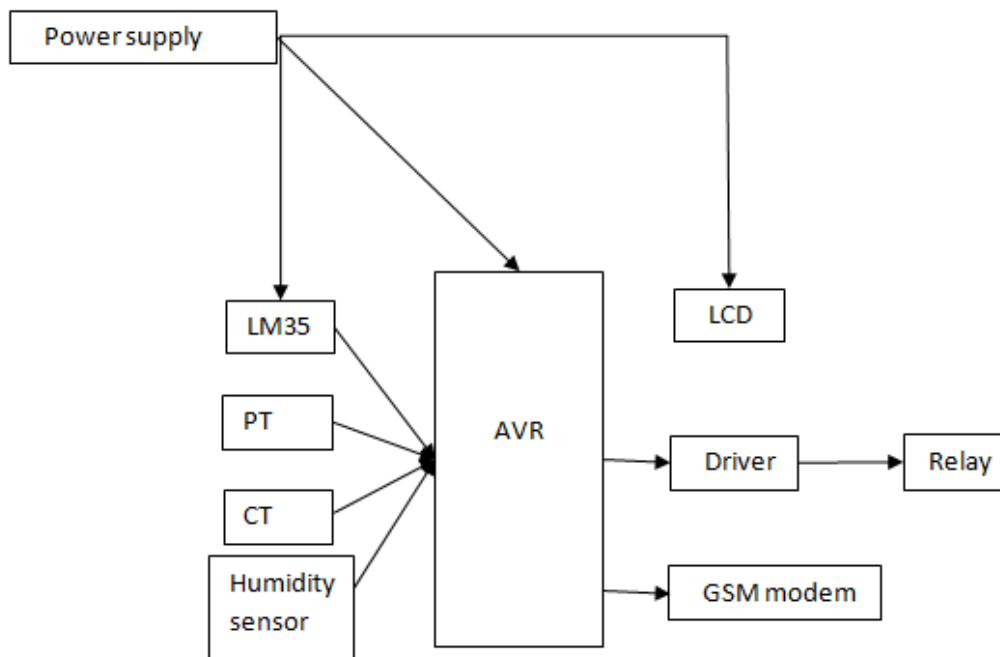 Power supply
LM35
LCD
PT
AVR
Driver
Relay
CT
Humidity
sensor
GSM modem